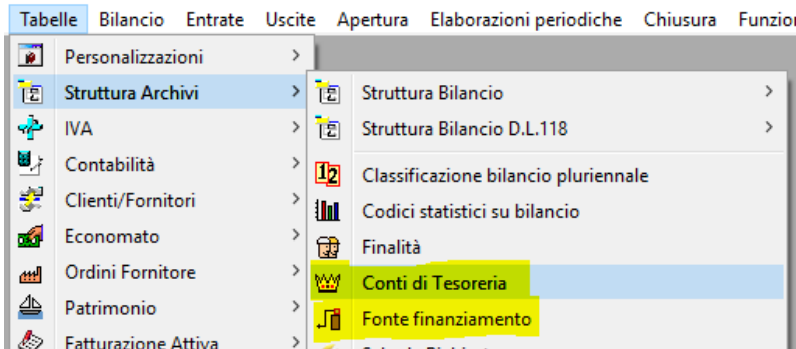 Tabelle Bilancio Entrate Uscite Apertura Elaborazioni periodiche Chiusura
Personalizzazioni
Struttura Archivi
IVA
Contabilità
Clienti/Fornitori
Economato
Ordini Fornitore
Patrimonio
Fatturazione Attiva
Struttura Bilancio
Struttura Bilancio D.L.118
Classificazione bilancio pluriennale
Codici statistici su bilancio
Finalità
Conti di Tesoreria
Fonte finanziamento